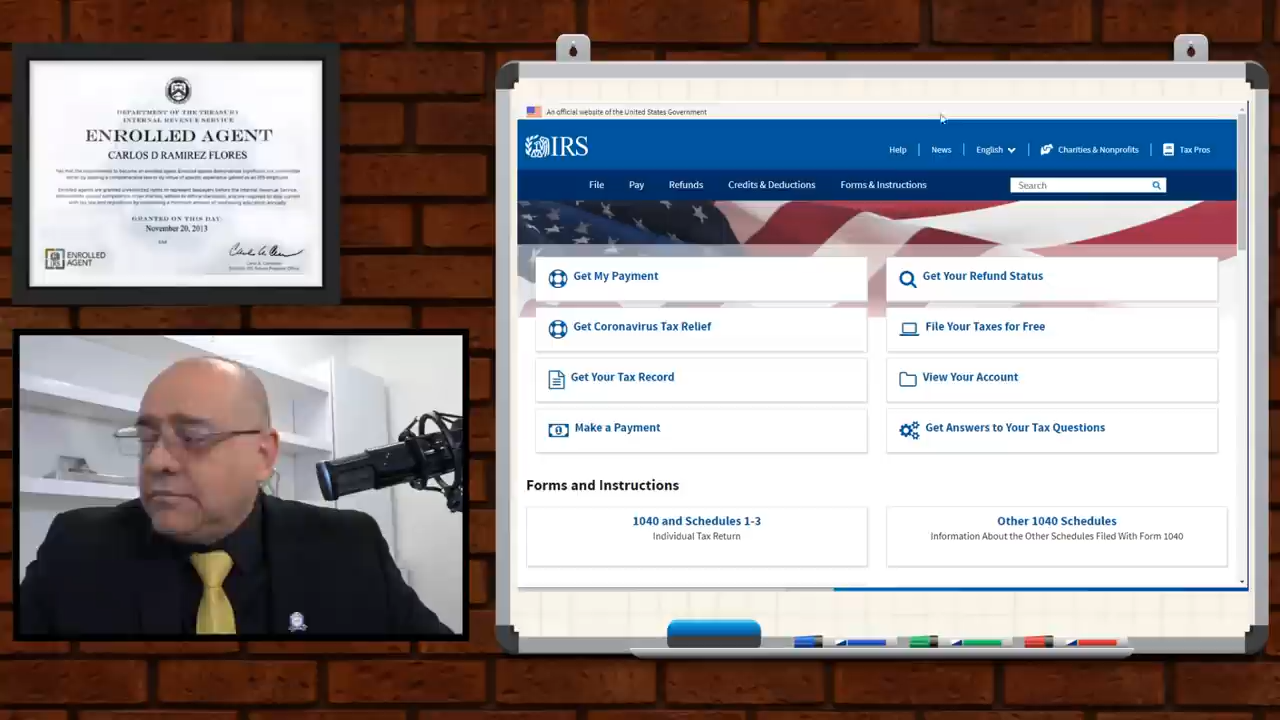 DEPARTMENT OF THE TREASURY
INTERNAL REVENUE SERVICE
ENROLLED AGENT
CARLOS D RAMIREZ FLORES
GRANTED ON THIS DAY:
November 20, 2013
ENROLLED
AGENT
An official website of the United States Government
IRS
Help
News
English
Charities & Nonprofits
Tax Pros
File
Pay
Refunds
Credits & Deductions
Forms & Instructions
Search
Get My Payment
Get Your Refund Status
Get Coronavirus Tax Relief
File Your Taxes for Free
Get Your Tax Record
View Your Account
Make a Payment
Get Answers to Your Tax Questions
Forms and Instructions
1040 and Schedules 1-3
Individual Tax Return
Other 1040 Schedules
Information About the Other Schedules Filed With Form 1040